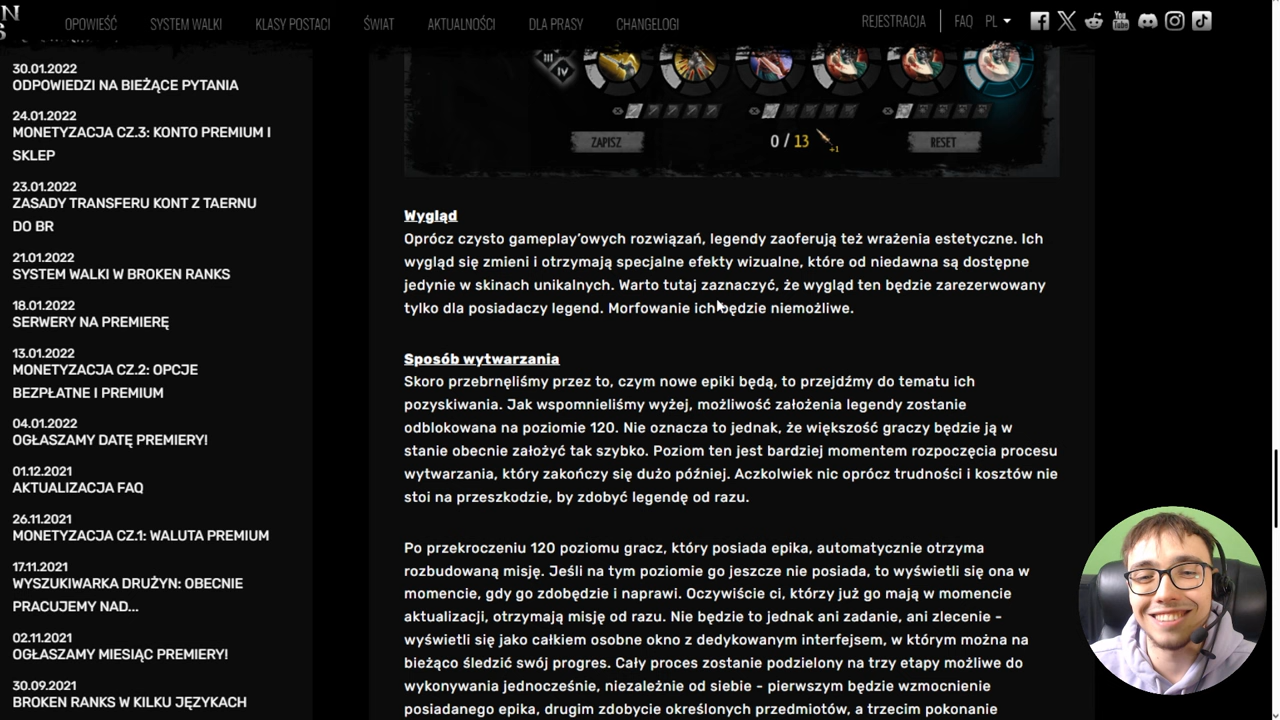 N
S
OPOWIEŚĆ
SYSTEM WALKI
KLASY POSTACI
ŚWIAT
AKTUALNOŚCI
DLA PRASY
CHANGELOGI
REJESTRACJA
FAQ
PL
You
Tube
30.01.2022
ODPOWIEDZI NA BIEŻĄCE PYTANIA
24.01.2022
MONETYZACJA CZ.3: KONTO PREMIUM I
SKLEP
23.01.2022
ZASADY TRANSFERU KONT Z TAERNU
DO BR
21.01.2022
SYSTEM WALKI W BROKEN RANKS
18.01.2022
SERWERY NA PREMIERĘ
13.01.2022
MONETYZACJA CZ.2: OPCJE
BEZPŁATNE I PREMIUM
04.01.2022
OGŁASZAMY DATĘ PREMIERY!
01.12.2021
AKTUALIZACJA FAQ
26.11.2021
MONETYZACJA CZ.1: WALUTA PREMIUM
17.11.2021
WYSZUKIWARKA DRUŻYN: OBECNIE
PRACUJEMY NAD...
02.11.2021
OGŁASZAMY MIESIĄC PREMIERY!
30.09.2021
BROKEN RANKS W KILKU JĘZYKACH
III
IV
ZAPISZ
0 / 13
+1
RESET
Wygląd
Oprócz czysto gameplay'owych rozwiązań, legendy zaoferują też wrażenia estetyczne. Ich
wygląd się zmieni i otrzymają specjalne efekty wizualne, które od niedawna są dostępne
jedynie w skinach unikalnych. Warto tutaj zaznaczyć, że wygląd ten będzie zarezerwowany
tylko dla posiadaczy legend. Morfowanie ich będzie niemożliwe.
Sposób wytwarzania
Skoro przebrnęliśmy przez to, czym nowe epiki będą, to przejdźmy do tematu ich
pozyskiwania. Jak wspomnieliśmy wyżej, możliwość założenia legendy zostanie
odblokowana na poziomie 120. Nie oznacza to jednak, że większość graczy będzie ją w
stanie obecnie założyć tak szybko. Poziom ten jest bardziej momentem rozpoczęcia procesu
wytwarzania, który zakończy się dużo później. Aczkolwiek nic oprócz trudności i kosztów nie
stoi na przeszkodzie, by zdobyć legendę od razu.
Po przekroczeniu 120 poziomu gracz, który posiada epika, automatycznie otrzyma
rozbudowaną misję. Jeśli na tym poziomie go jeszcze nie posiada, to wyświetli się ona w
momencie, gdy go zdobędzie i naprawi. Oczywiście ci, którzy już go mają w momencie
aktualizacji, otrzymają misję od razu. Nie będzie to jednak ani zadanie, ani zlecenie -
wyświetli się jako całkiem osobne okno z dedykowanym interfejsem, w którym można na
bieżąco śledzić swój progres. Cały proces zostanie podzielony na trzy etapy możliwe do
wykonywania jednocześnie, niezależnie od siebie - pierwszym będzie wzmocnienie
posiadanego epika, drugim zdobycie określonych przedmiotów, a trzecim pokonanie